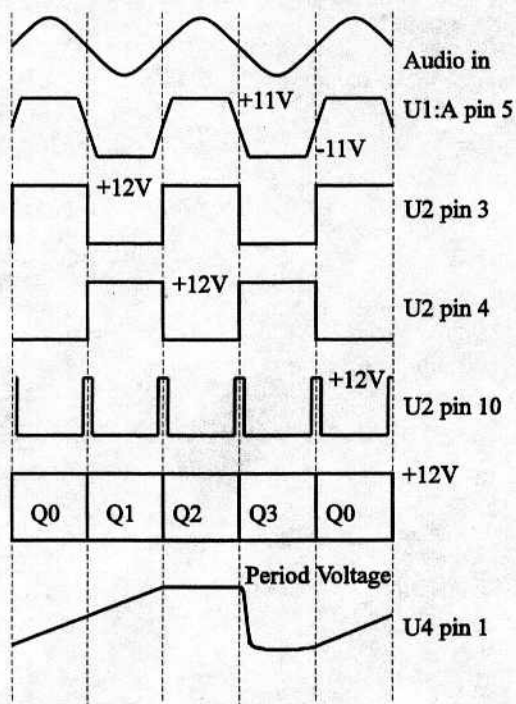 Audio in
+11V
U1:A pin 5
-11V
+12V
U2 pin 3
+12V
U2 pin 4
+12V
U2 pin 10
+12V
Q0 Q1 Q2 Q3 Q0
Period Voltage
U4 pin 1